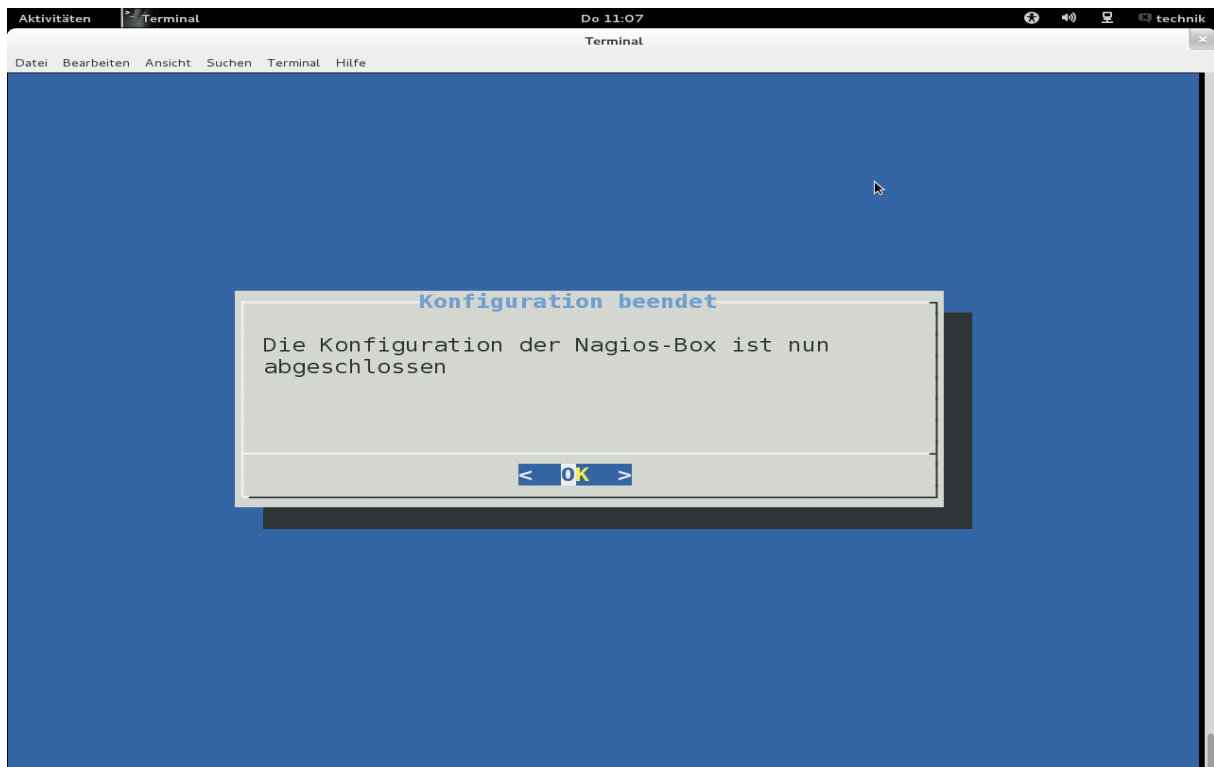 Aktivitäten Terminal Do 11:07 technik
Terminal
Datei Bearbeiten Ansicht Suchen Terminal Hilfe
Konfiguration beendet
Die Konfiguration der Nagios-Box ist nun
abgeschlossen
< OK >